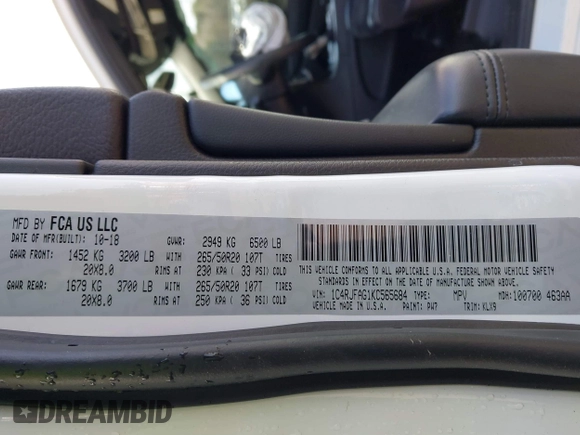 MFD BY FCA US LLC
DATE OF MFR(BUILT): 10-18 GVWR: 2949 KG 6500 LB
GAWR FRONT: 1452 KG 3200 LB WITH 265/50R20 107T TIRES
20X8.0 RIMS AT 230 KPA ( 33 PSI) COLD
GAWR REAR: 1679 KG 3700 LB WITH 265/50R20 107T TIRES
20X8.0 RIMS AT 250 KPA ( 36 PSI) COLD
THIS VEHICLE CONFORMS TO ALL APPLICABLE U.S.A. FEDERAL MOTOR VEHICLE SAFETY
STANDARDS IN EFFECT ON THE DATE OF MANUFACTURE SHOWN ABOVE.
VIN: 1C4RJFAG1KC565684 TYPE: MPV MDH: 100700 463AA
VEHICLE MADE IN U.S.A. PAINT: PW7 TRIM: KLX9
DREAMBID